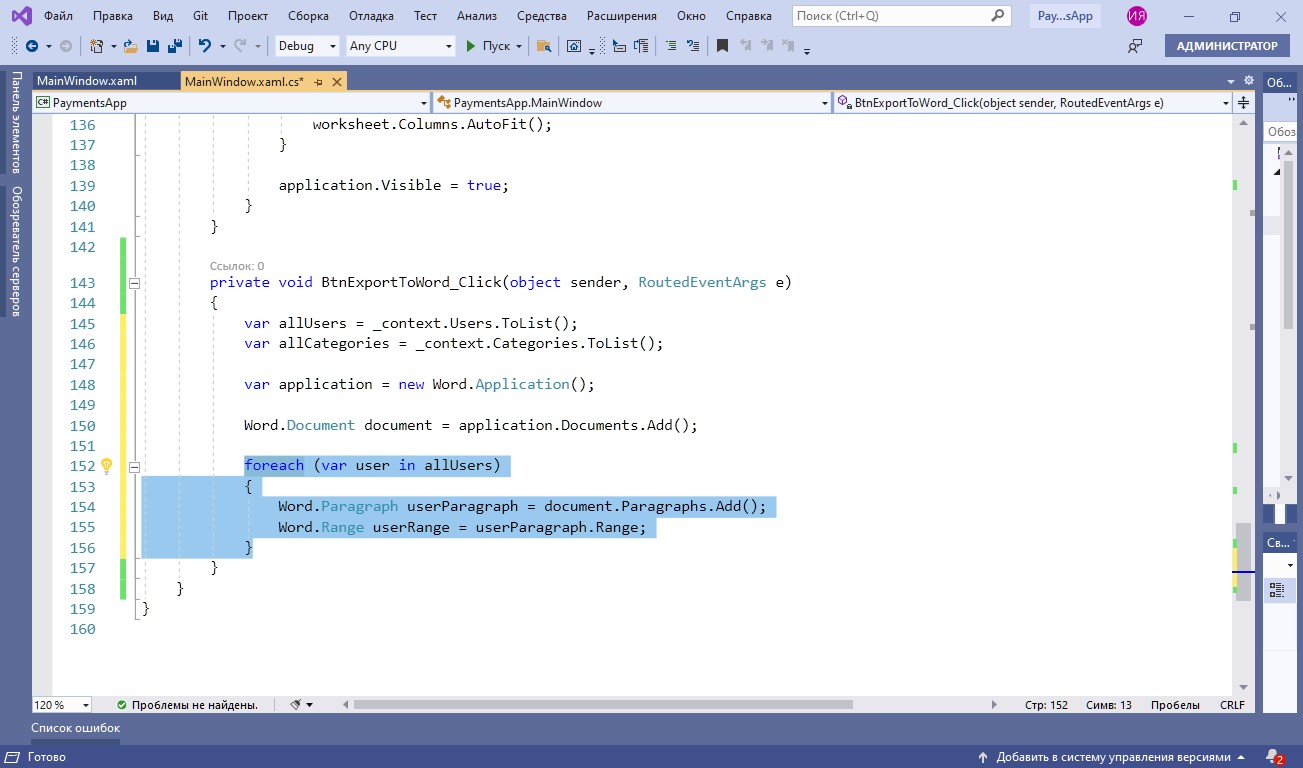 Файл Правка Вид Git Проект Сборка Отладка Тест Анализ Средства Расширения Окно Справка Поиск (Ctrl+Q) Pay...sApp ИЯ
Debug Any CPU Пуск АДМИНИСТРАТОР
Панель элементов
Обозреватель серверов
MainWindow.xaml MainWindow.xaml.cs* Об...
C# PaymentsApp PaymentsApp.MainWindow BtnExportToWord_Click(object sender, RoutedEventArgs e)
Обоз
136 worksheet.Columns.AutoFit();
137 }
138
139 application.Visible = true;
140 }
141 }
142
Ссылок: 0
143 private void BtnExportToWord_Click(object sender, RoutedEventArgs e)
144 {
145 var allUsers = _context.Users.ToList();
146 var allCategories = _context.Categories.ToList();
147
148 var application = new Word.Application();
149
150 Word.Document document = application.Documents.Add();
151
152 foreach (var user in allUsers)
153 {
154 Word.Paragraph userParagraph = document.Paragraphs.Add();
155 Word.Range userRange = userParagraph.Range;
156 }
157 }
158 }
159 }
160
Св...
120 % Проблемы не найдены. Стр: 152 Симв: 13 Пробелы CRLF
Список ошибок
Готово Добавить в систему управления версиями 2